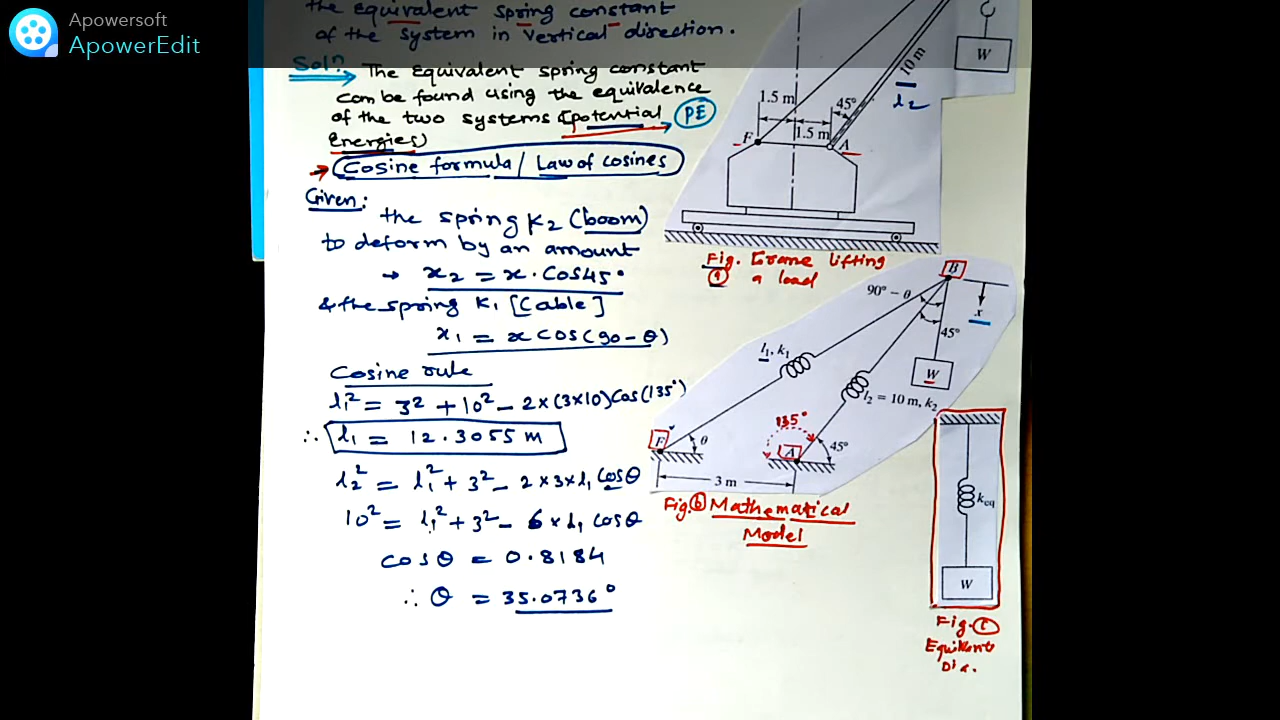 Apowersoft
ApowerEdit
the equivalent spring constant
of the system in vertical direction.
Solⁿ. The equivalent spring constant
can be found using the equivalence
of the two systems [potential
Energies] PE
Cosine formula / Law of cosines
Given:
the spring K₂ (boom)
to deform by an amount
→ x₂ = x . cos45°
& the spring K₁ [Cable]
x₁ = x cos(90 - θ)
Cosine rule
l₁² = 3² + 10² - 2×(3×10)cos(135°)
∴ l₁ = 12.3055 m
l₂² = l₁² + 3² - 2×3×l₁ cosθ
10² = l₁² + 3² - 6 × l₁ cosθ
cosθ = 0.8184
∴ θ = 35.0736°
W
10 m
l₂
1.5 m
45°
1.5 m
F
A
Fig. Crane lifting
a a load
B
90° − θ
x
45°
l₁, k₁
W
l₂ = 10 m, k₂
135°
F
θ
A
45°
3 m
Fig. b Mathematical
Model
k_eq
W
Fig. c
Equilent
Dia.